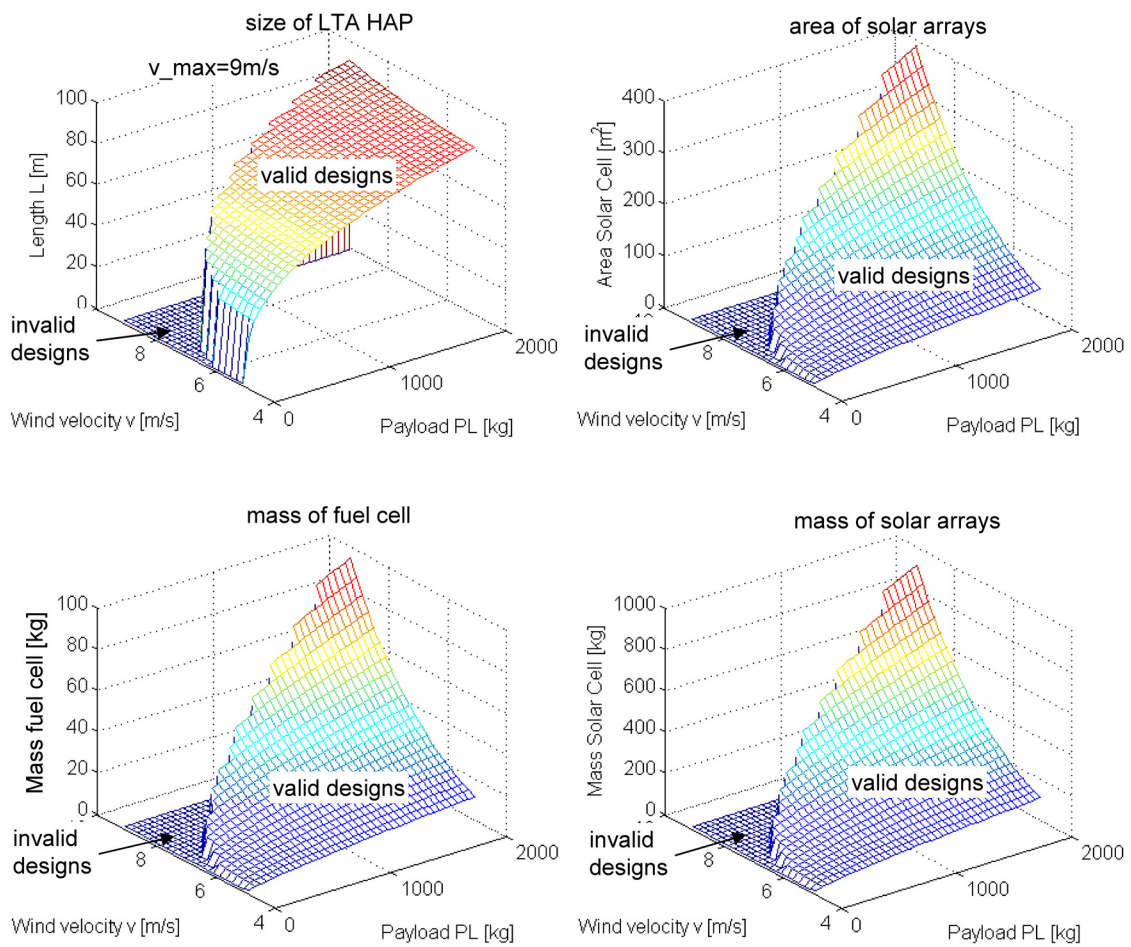 size of LTA HAP
v_max=9m/s
100
80
60
40
20
0
Length L [m]
valid designs
invalid
designs
8
6
4
Wind velocity v [m/s]
0
1000
2000
Payload PL [kg]
area of solar arrays
400
300
200
100
0
Area Solar Cell [m²]
valid designs
invalid
designs
8
6
4
Wind velocity v [m/s]
0
1000
2000
Payload PL [kg]
mass of fuel cell
100
80
60
40
20
0
Mass fuel cell [kg]
valid designs
invalid
designs
8
6
4
Wind velocity v [m/s]
0
1000
2000
Payload PL [kg]
mass of solar arrays
1000
800
600
400
200
0
Mass Solar Cell [kg]
valid designs
invalid
designs
8
6
4
Wind velocity v [m/s]
0
1000
2000
Payload PL [kg]